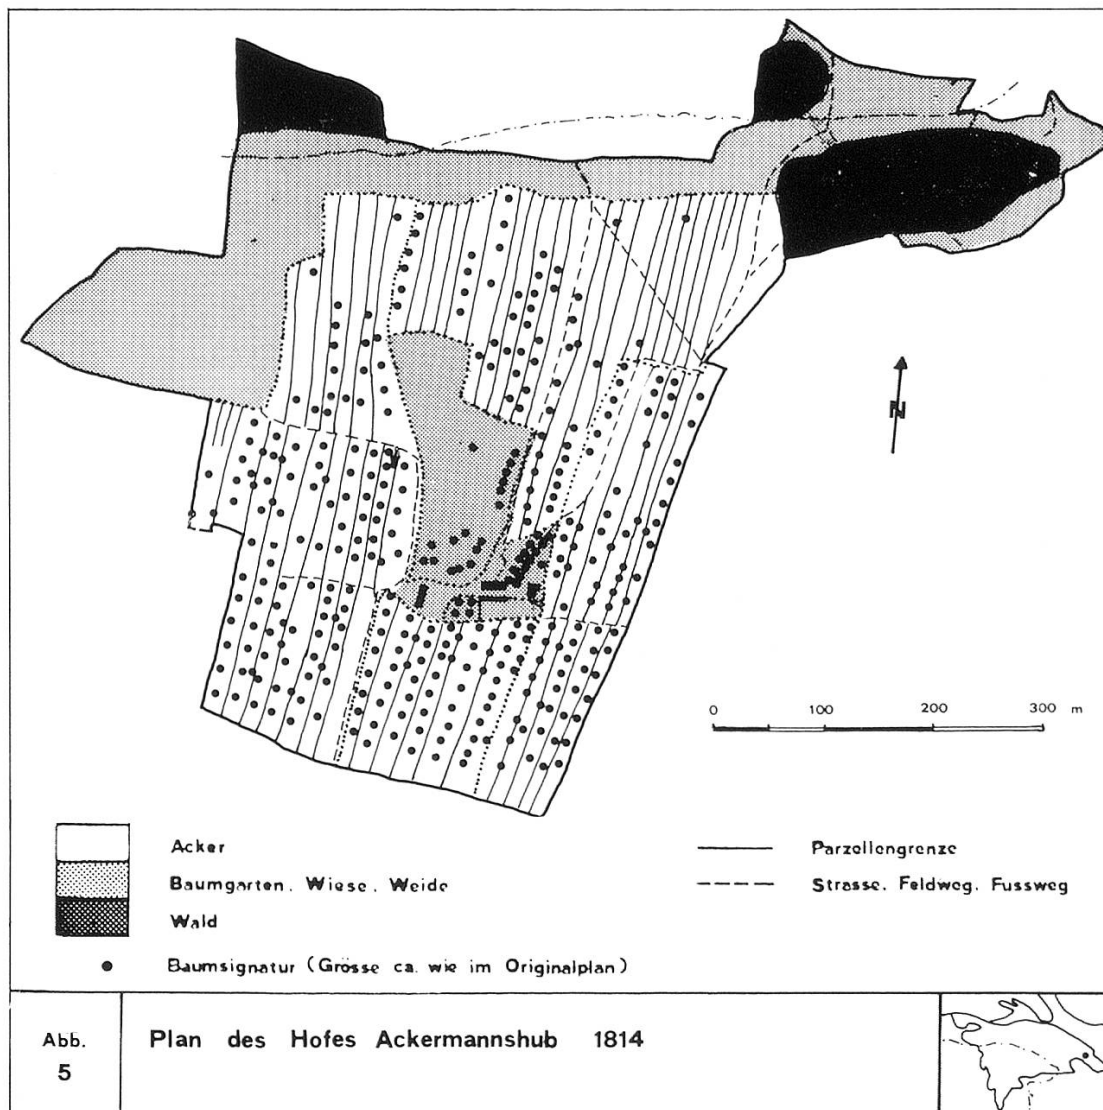 N
0 100 200 300 m
Acker
Baumgarten, Wiese, Weide
Wald
Baumsignatur (Grösse ca. wie im Originalplan)
Parzellengrenze
Strasse, Feldweg, Fussweg
Abb.
5
Plan des Hofes Ackermannshub 1814